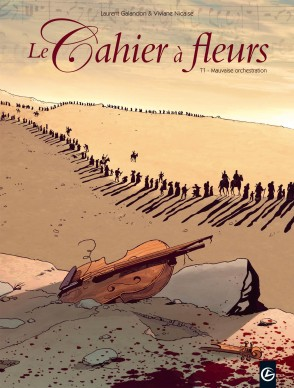 Laurent Galandon & Viviane Nicaise
Le Cahier à fleurs
T1 - Mauvaise orchestration